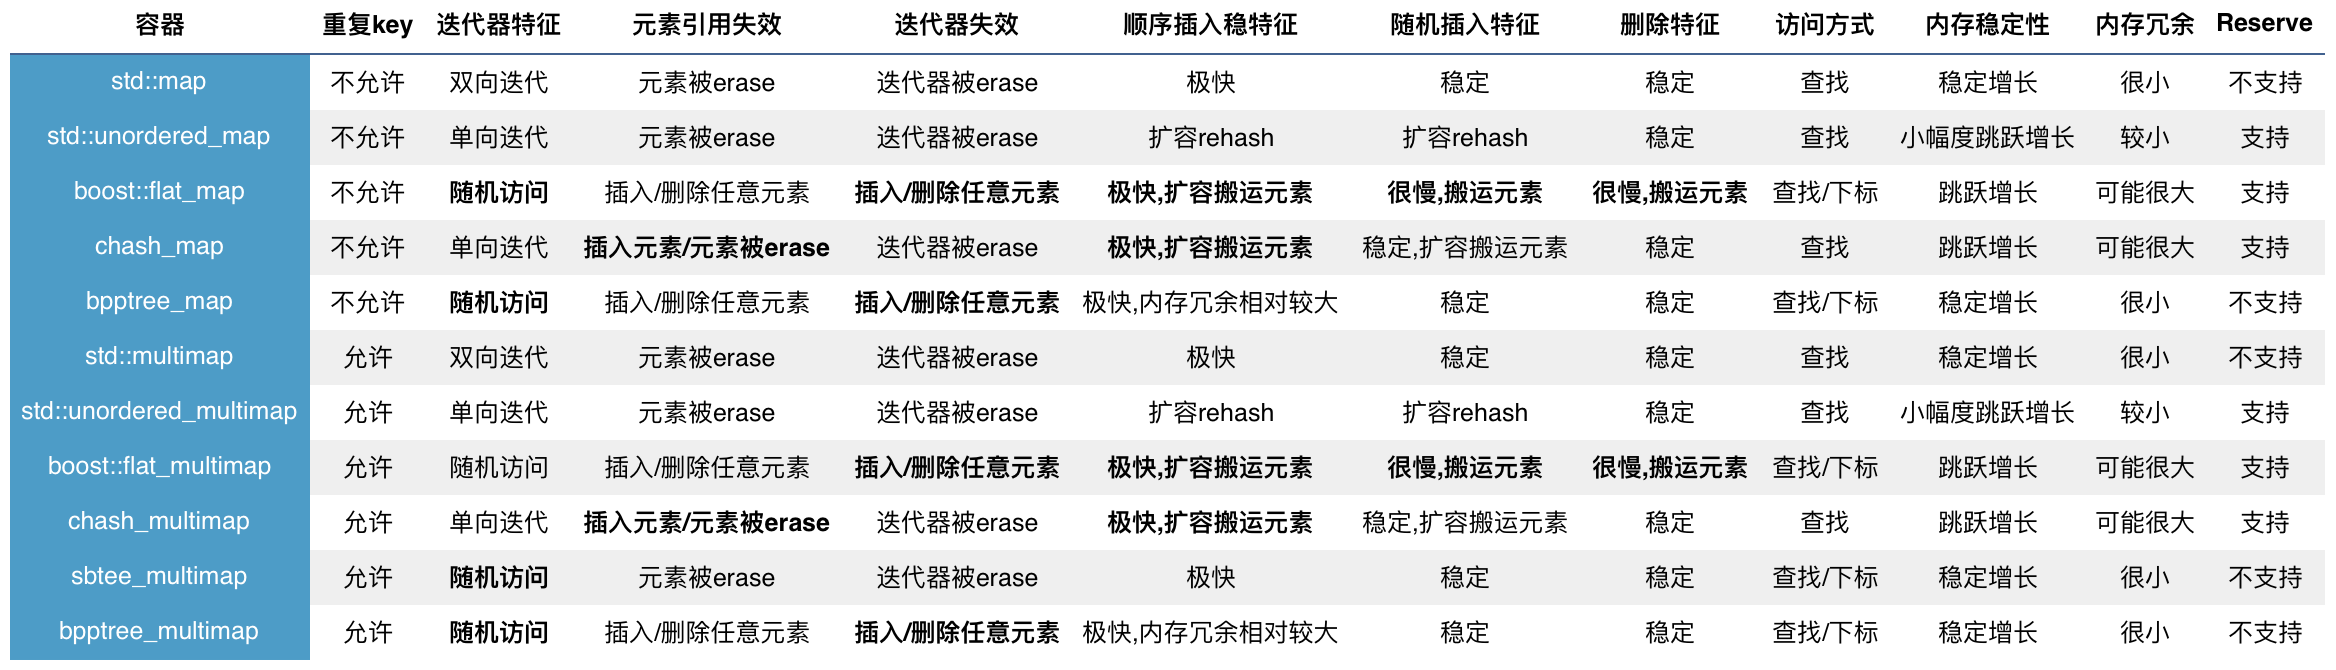 容器 重复key 迭代器特征 元素引用失效 迭代器失效 顺序插入稳特征 随机插入特征 删除特征 访问方式 内存稳定性 内存冗余 Reserve
std::map 不允许 双向迭代 元素被erase 迭代器被erase 极快 稳定 稳定 查找 稳定增长 很小 不支持
std::unordered_map 不允许 单向迭代 元素被erase 迭代器被erase 扩容rehash 扩容rehash 稳定 查找 小幅度跳跃增长 较小 支持
boost::flat_map 不允许 随机访问 插入/删除任意元素 插入/删除任意元素 极快,扩容搬运元素 很慢,搬运元素 很慢,搬运元素 查找/下标 跳跃增长 可能很大 支持
chash_map 不允许 单向迭代 插入元素/元素被erase 迭代器被erase 极快,扩容搬运元素 稳定,扩容搬运元素 稳定 查找 跳跃增长 可能很大 支持
bpptree_map 不允许 随机访问 插入/删除任意元素 插入/删除任意元素 极快,内存冗余相对较大 稳定 稳定 查找/下标 稳定增长 很小 不支持
std::multimap 允许 双向迭代 元素被erase 迭代器被erase 极快 稳定 稳定 查找 稳定增长 很小 不支持
std::unordered_multimap 允许 单向迭代 元素被erase 迭代器被erase 扩容rehash 扩容rehash 稳定 查找 小幅度跳跃增长 较小 支持
boost::flat_multimap 允许 随机访问 插入/删除任意元素 插入/删除任意元素 极快,扩容搬运元素 很慢,搬运元素 很慢,搬运元素 查找/下标 跳跃增长 可能很大 支持
chash_multimap 允许 单向迭代 插入元素/元素被erase 迭代器被erase 极快,扩容搬运元素 稳定,扩容搬运元素 稳定 查找 跳跃增长 可能很大 支持
sbtee_multimap 允许 随机访问 元素被erase 迭代器被erase 极快 稳定 稳定 查找/下标 稳定增长 很小 不支持
bpptree_multimap 允许 随机访问 插入/删除任意元素 插入/删除任意元素 极快,内存冗余相对较大 稳定 稳定 查找/下标 稳定增长 很小 不支持